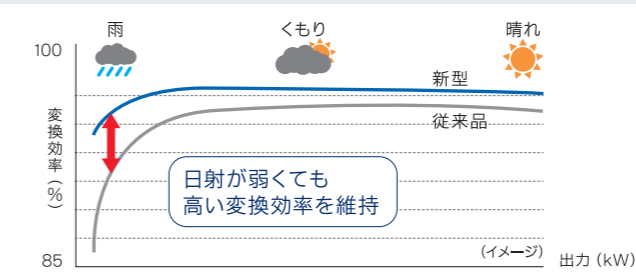 雨
くもり
晴れ
100
新型
従来品
変換効率(%)
日射が弱くても
高い変換効率を維持
(イメージ)
85
出力(kW)